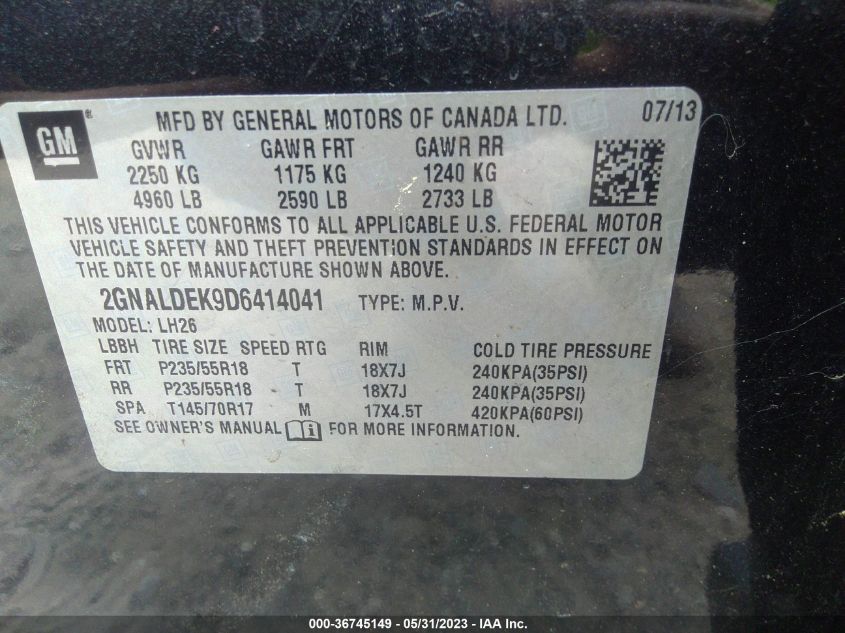 GM ®
MFD BY GENERAL MOTORS OF CANADA LTD. 07/13
GVWR GAWR FRT GAWR RR
2250 KG 1175 KG 1240 KG
4960 LB 2590 LB 2733 LB
THIS VEHICLE CONFORMS TO ALL APPLICABLE U.S. FEDERAL MOTOR
VEHICLE SAFETY AND THEFT PREVENTION STANDARDS IN EFFECT ON
THE DATE OF MANUFACTURE SHOWN ABOVE.
2GNALDEK9D6414041 TYPE: M.P.V.
MODEL: LH26
LBBH TIRE SIZE SPEED RTG RIM COLD TIRE PRESSURE
FRT P235/55R18 T 18X7J 240KPA(35PSI)
RR P235/55R18 T 18X7J 240KPA(35PSI)
SPA T145/70R17 M 17X4.5T 420KPA(60PSI)
SEE OWNER'S MANUAL FOR MORE INFORMATION.
000-36745149 - 05/31/2023 - IAA Inc.